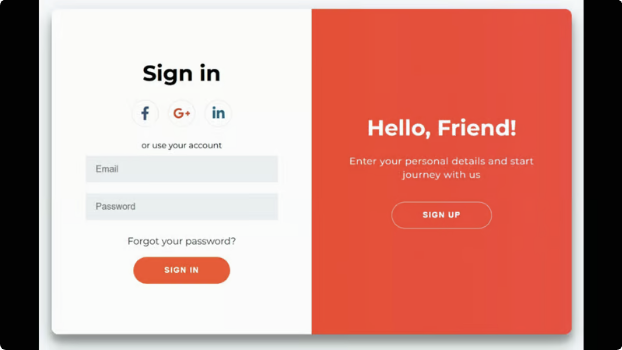 Sign in
f G+ in
or use your account
Email
Password
Forgot your password?
SIGN IN
Hello, Friend!
Enter your personal details and start
journey with us
SIGN UP